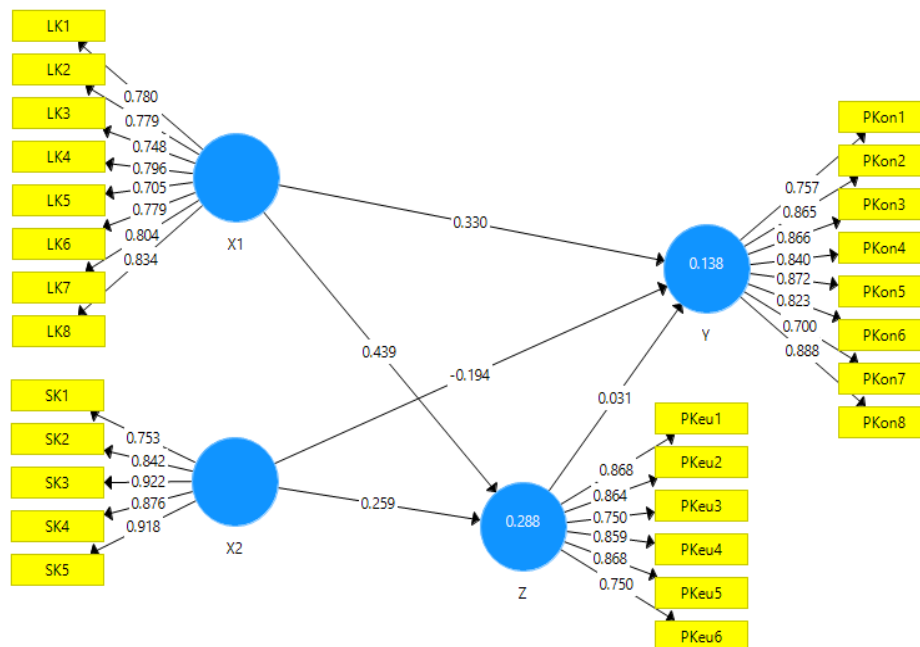 LK1
LK2
LK3
LK4
LK5
LK6
LK7
LK8
0.780
0.779
0.748
0.796
0.705
0.779
0.804
0.834
X1
SK1
SK2
SK3
SK4
SK5
0.753
0.842
0.922
0.876
0.918
X2
0.330
0.439
-0.194
0.259
0.031
0.138
Y
0.288
Z
0.757
0.865
0.866
0.840
0.872
0.823
0.700
0.888
PKon1
PKon2
PKon3
PKon4
PKon5
PKon6
PKon7
PKon8
0.868
0.864
0.750
0.859
0.868
0.750
PKeu1
PKeu2
PKeu3
PKeu4
PKeu5
PKeu6